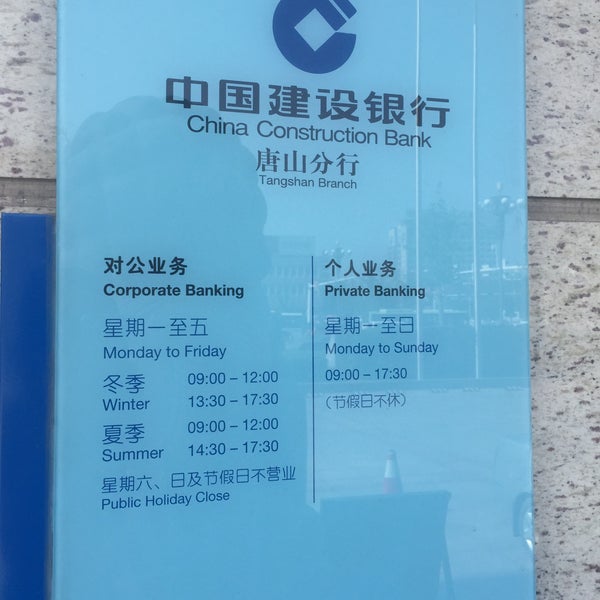 中国建设银行
China Construction Bank
唐山分行
Tangshan Branch
对公业务
Corporate Banking
星期一至五
Monday to Friday
冬季 09:00 – 12:00
Winter 13:30 – 17:30
夏季 09:00 – 12:00
Summer 14:30 – 17:30
星期六、日及节假日不营业
Public Holiday Close
个人业务
Private Banking
星期一至日
Monday to Sunday
09:00 – 17:30
（节假日不休）